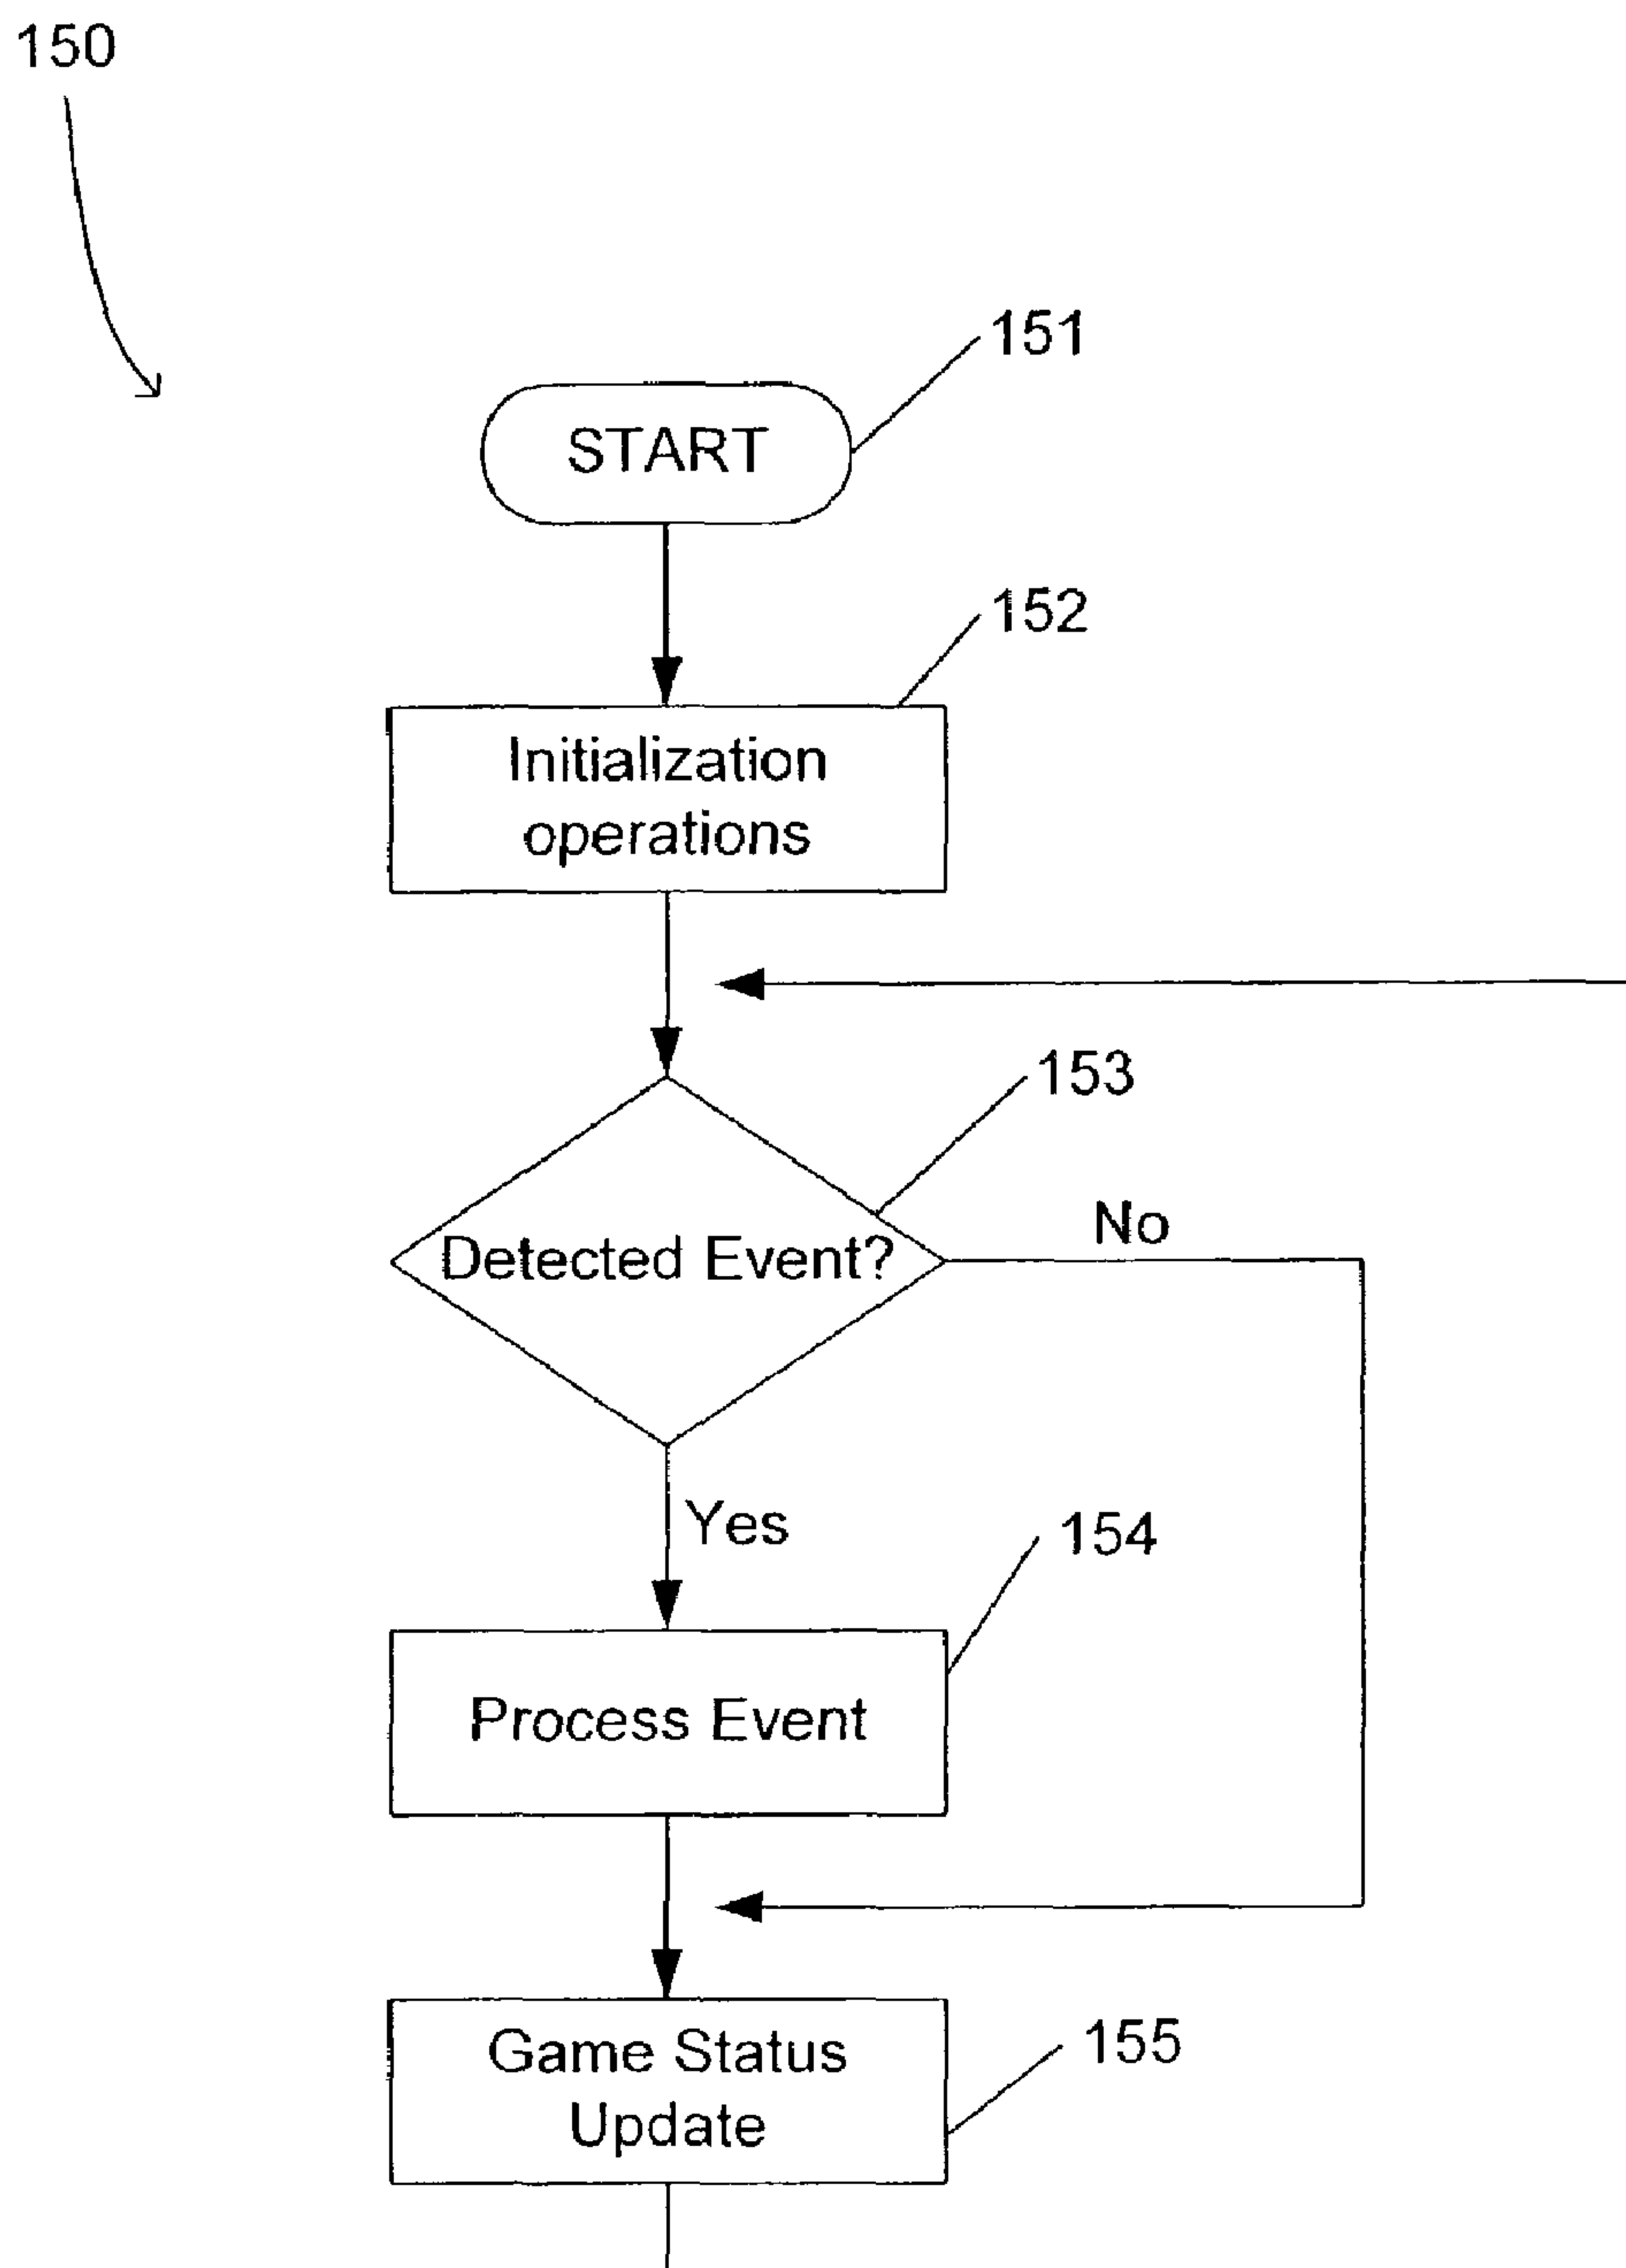 150
151
START
152
Initialization
operations
153
No
Detected Event?
Yes
154
Process Event
Game Status
155
Update